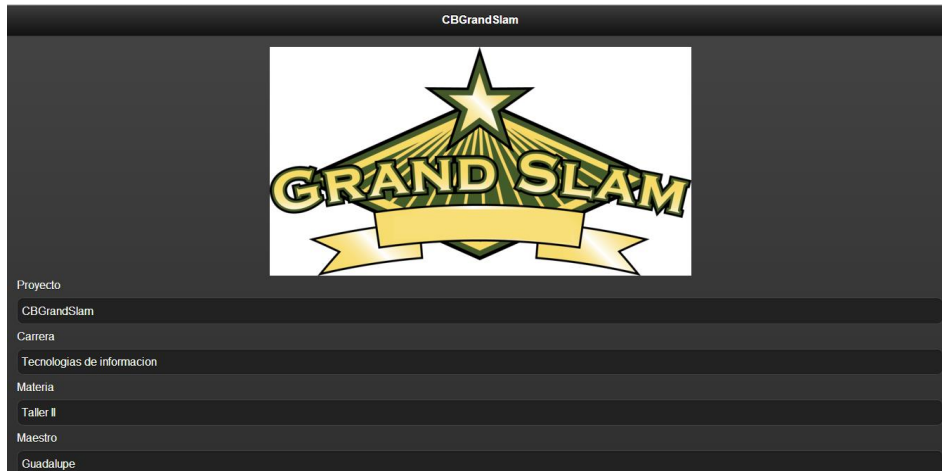 CBGrandSlam
GRAND SLAM
Proyecto
CBGrandSlam
Carrera
Tecnologias de informacion
Materia
Taller II
Maestro
Guadalupe